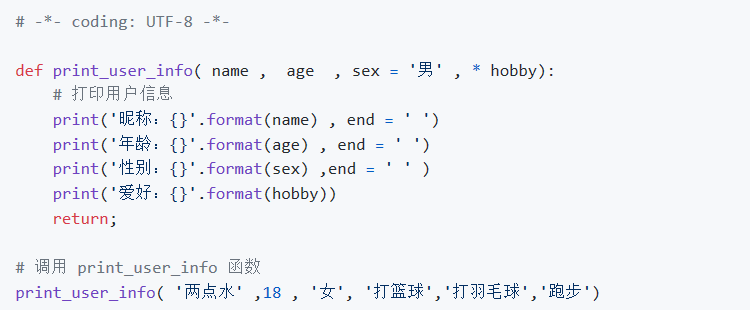 # -*- coding: UTF-8 -*-
def print_user_info( name ,  age  , sex = '男' , * hobby):
    # 打印用户信息
    print('昵称：{}'.format(name) , end = ' ')
    print('年龄：{}'.format(age) , end = ' ')
    print('性别：{}'.format(sex) ,end = ' ' )
    print('爱好：{}'.format(hobby))
    return;
# 调用 print_user_info 函数
print_user_info( '两点水' ,18 , '女', '打篮球','打羽毛球','跑步')